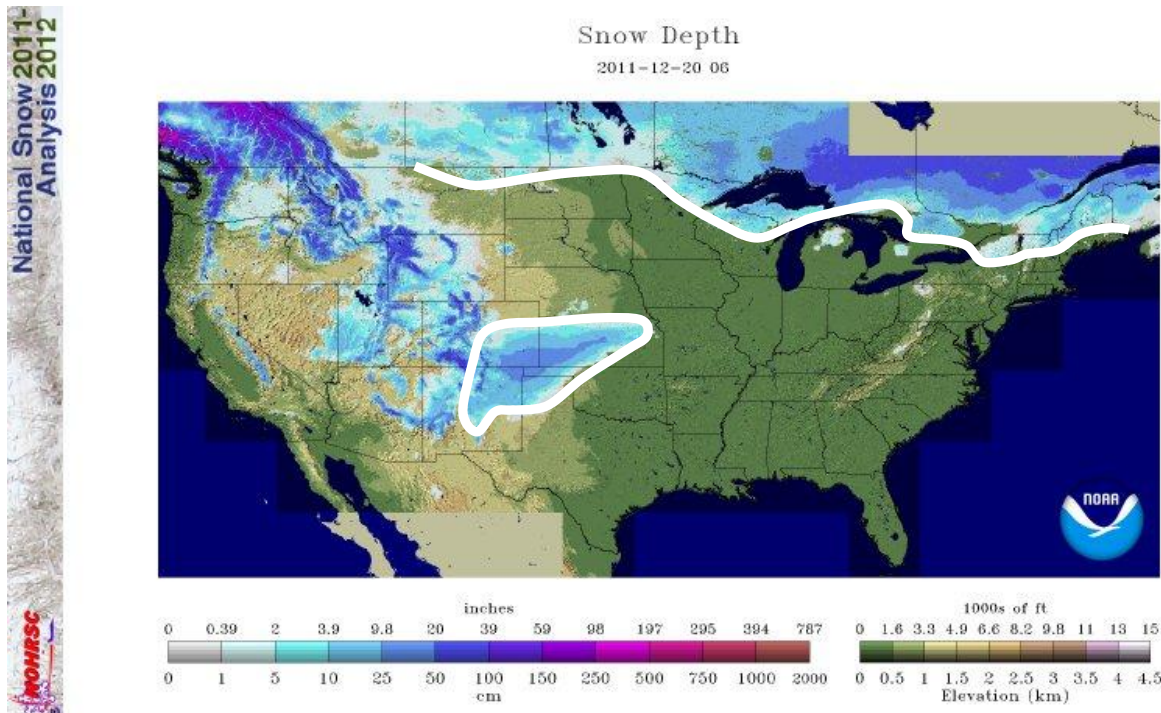 National Snow 2011-
Analysis 2012
NOHRSC
Snow Depth
2011-12-20 06
NOAA
inches
0 0.39 2 3.9 9.8 20 39 59 98 197 295 394 787
0 1 5 10 25 50 100 150 250 500 750 1000 2000
cm
1000s of ft
0 1.6 3.3 4.9 6.6 8.2 9.8 11 13 15
0 0.5 1 1.5 2 2.5 3 3.5 4 4.5
Elevation (km)